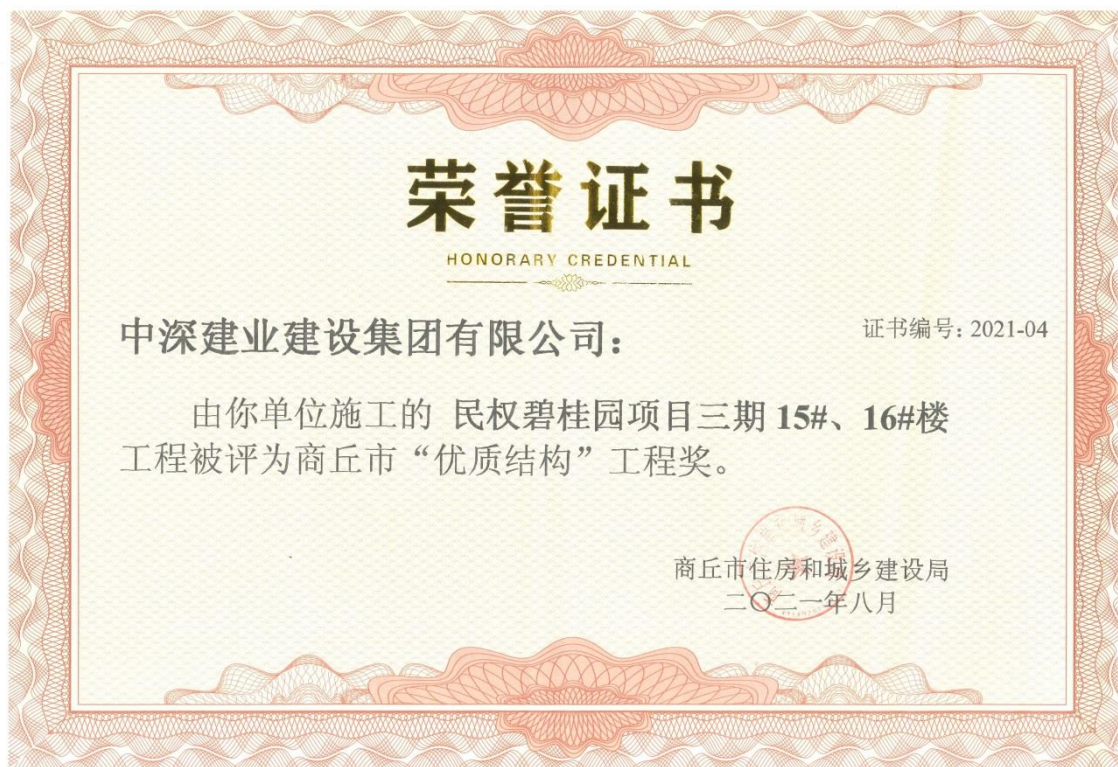 荣誉证书
HONORARY CREDENTIAL
中深建业建设集团有限公司：
证书编号：2021-04
由你单位施工的 民权碧桂园项目三期 15#、16#楼
工程被评为商丘市“优质结构”工程奖。
商丘市住房和城乡建设局
二〇二一年八月